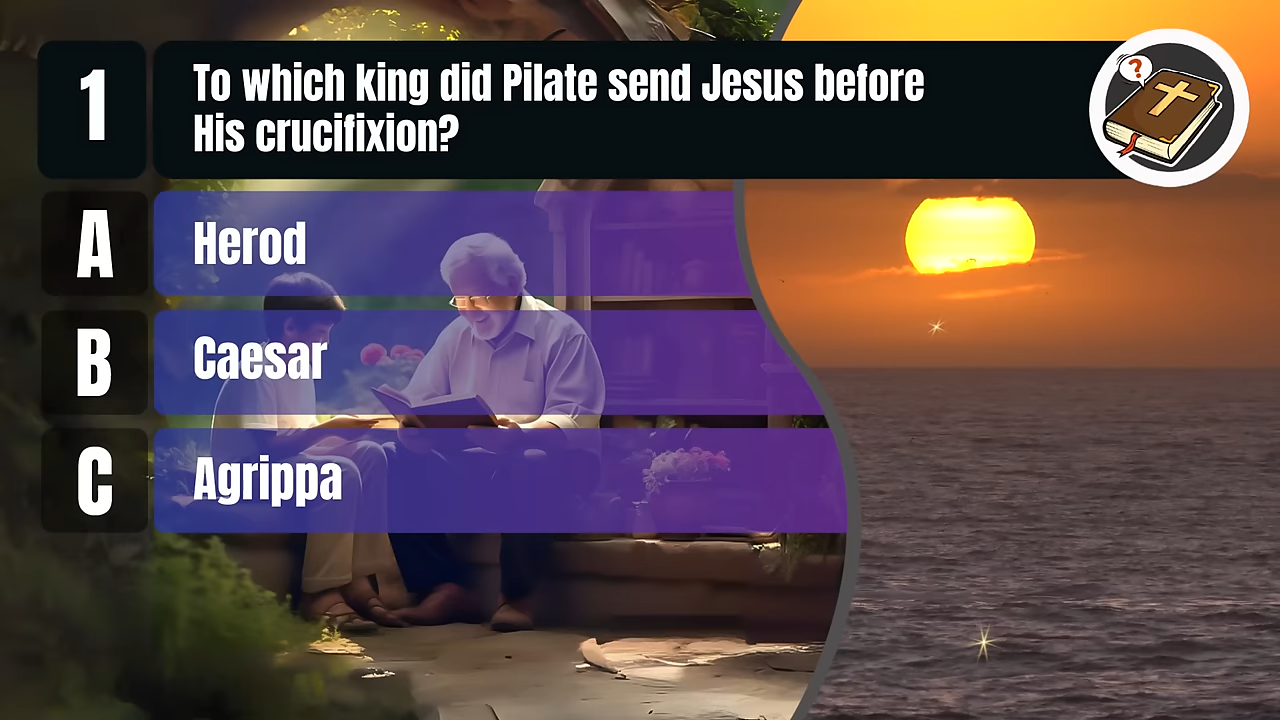 1
To which king did Pilate send Jesus before
His crucifixion?
A
Herod
B
Caesar
C
Agrippa
?